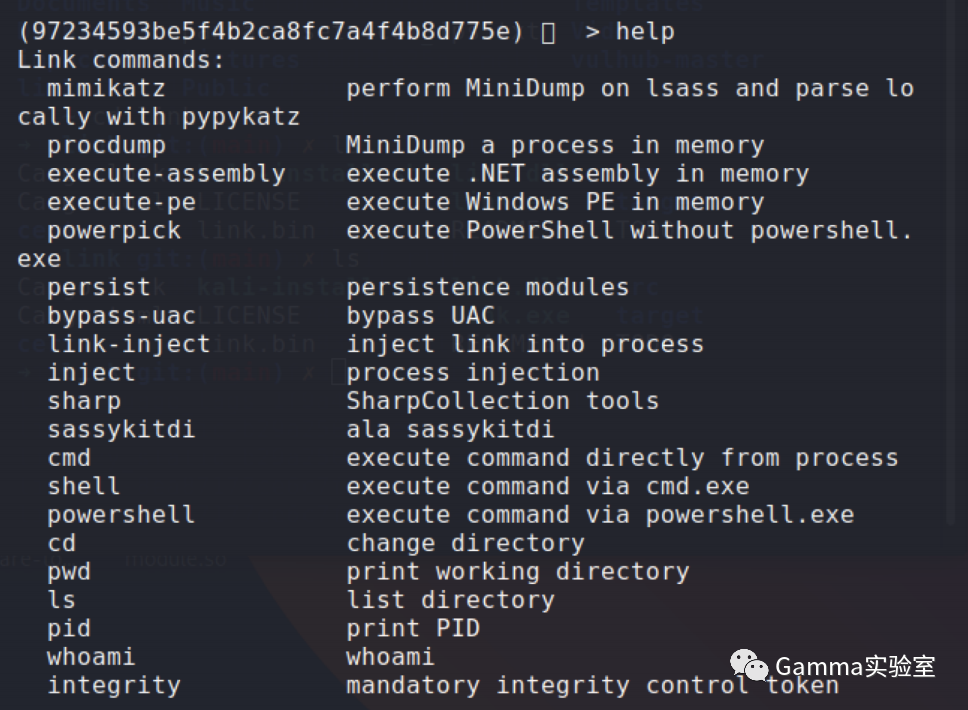 (97234593be5f4b2ca8fc7a4f4b8d775e) > help
Link commands:
mimikatz perform MiniDump on lsass and parse lo
cally with pypykatz
procdump MiniDump a process in memory
execute-assembly execute .NET assembly in memory
execute-pe execute Windows PE in memory
powerpick execute PowerShell without powershell.
exe
persist persistence modules
bypass-uac bypass UAC
link-inject inject link into process
inject process injection
sharp SharpCollection tools
sassykitdi ala sassykitdi
cmd execute command directly from process
shell execute command via cmd.exe
powershell execute command via powershell.exe
cd change directory
pwd print working directory
ls list directory
pid print PID
whoami whoami
integrity mandatory integrity control token
Gamma实验室